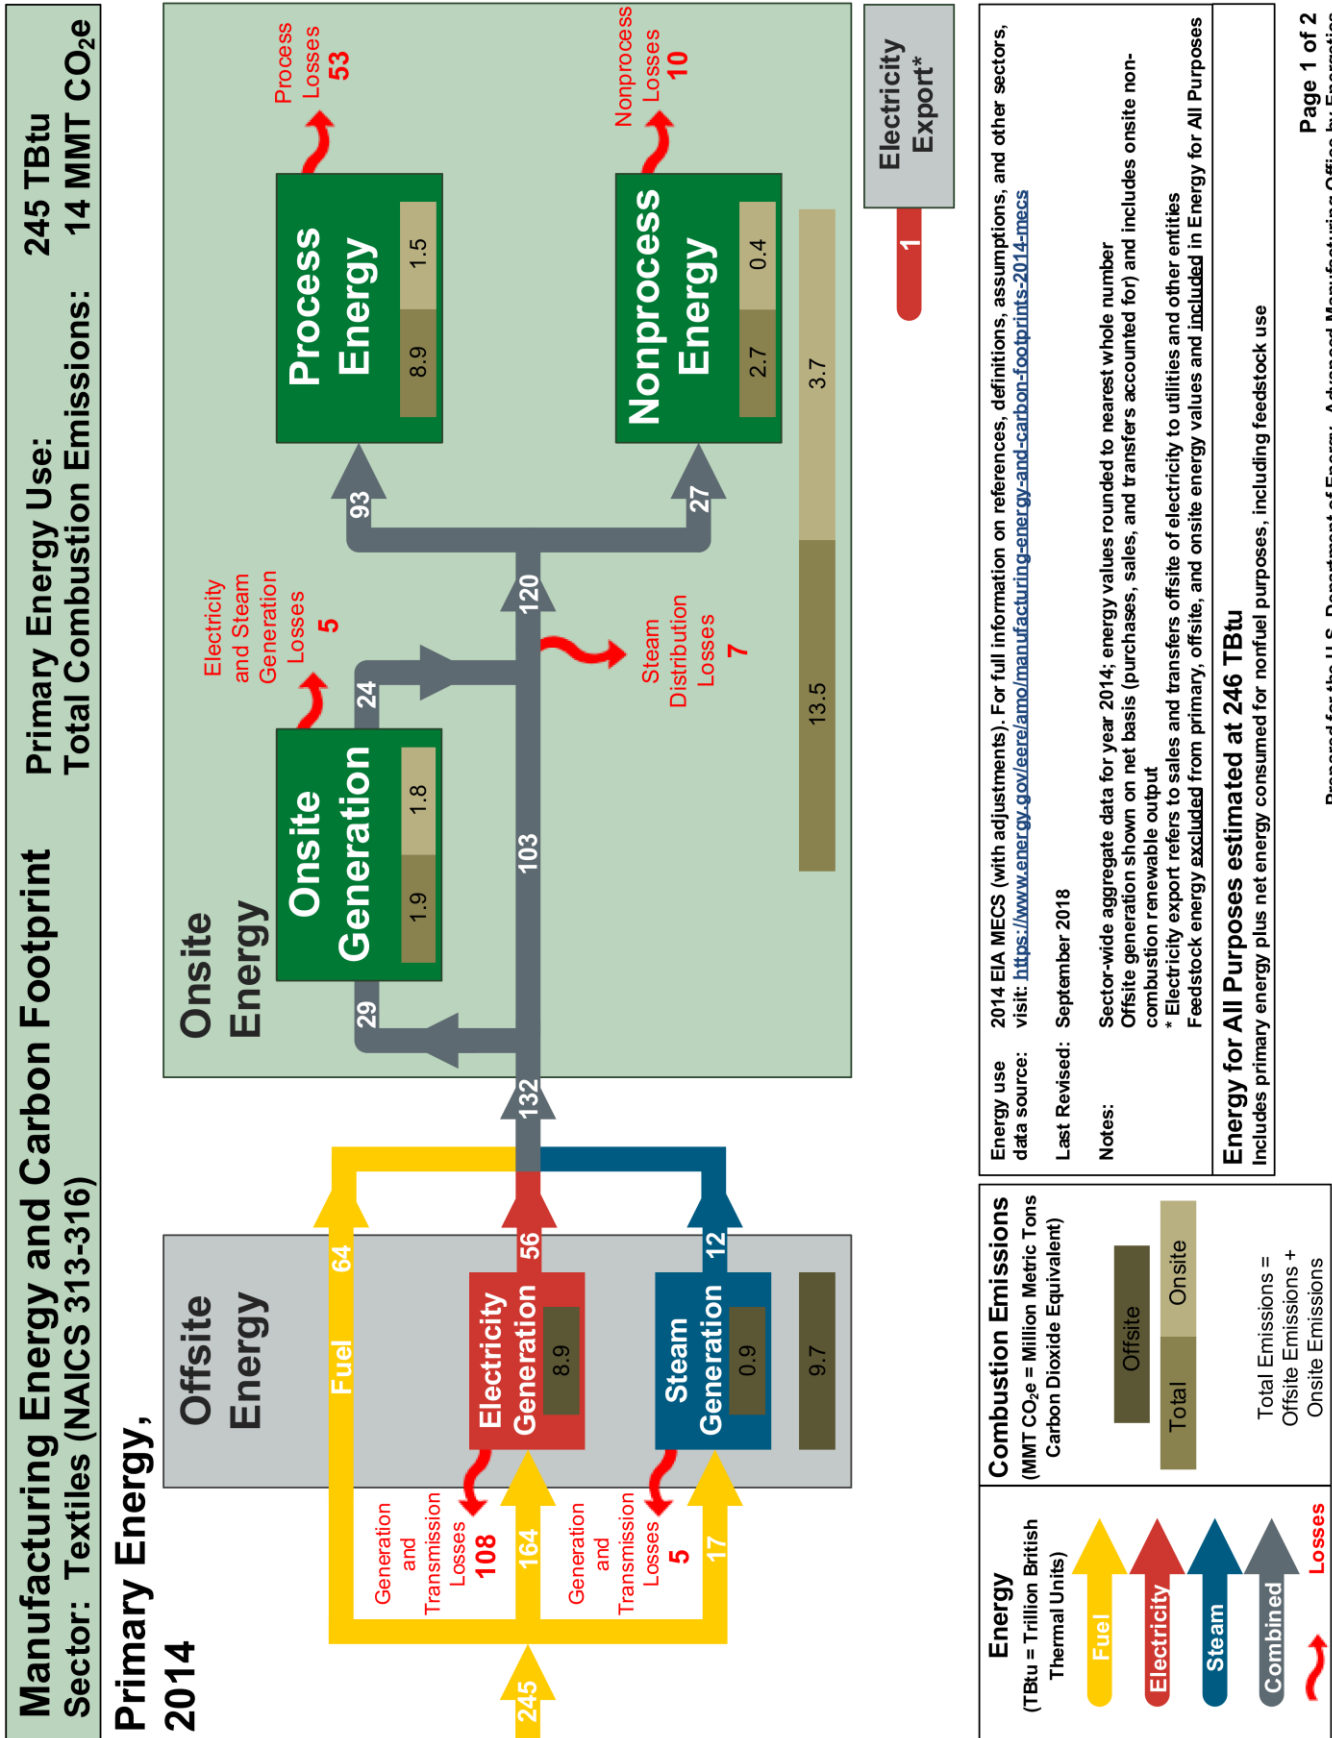 Manufacturing Energy and Carbon Footprint
Sector: Textiles (NAICS 313-316)
Primary Energy Use: 245 TBtu
Total Combustion Emissions: 14 MMT CO₂e
Primary Energy,
2014
Offsite
Energy
Onsite
Energy
245
Fuel
64
Generation
and
Transmission
Losses
108
164
Electricity
Generation
8.9
56
Generation
and
Transmission
Losses
5
17
Steam
Generation
0.9
12
9.7
132
29
Onsite
Generation
1.9
1.8
Electricity
and Steam
Generation
Losses
5
24
103
120
Steam
Distribution
Losses
7
93
Process
Energy
8.9
1.5
Process
Losses
53
27
Nonprocess
Energy
2.7
0.4
Nonprocess
Losses
10
13.5
3.7
1
Electricity
Export*
Energy
(TBtu = Trillion British
Thermal Units)
Fuel
Electricity
Steam
Combined
Losses
Combustion Emissions
(MMT CO₂e = Million Metric Tons
Carbon Dioxide Equivalent)
Offsite
Total
Onsite
Total Emissions =
Offsite Emissions +
Onsite Emissions
Energy use
data source:
2014 EIA MECS (with adjustments). For full information on references, definitions, assumptions, and other sectors,
visit: https://www.energy.gov/eere/amo/manufacturing-energy-and-carbon-footprints-2014-mecs
Last Revised: September 2018
Notes: Sector-wide aggregate data for year 2014; energy values rounded to nearest whole number
Offsite generation shown on net basis (purchases, sales, and transfers accounted for) and includes onsite non-
combustion renewable output
* Electricity export refers to sales and transfers offsite of electricity to utilities and other entities
Feedstock energy excluded from primary, offsite, and onsite energy values and included in Energy for All Purposes
Energy for All Purposes estimated at 246 TBtu
Includes primary energy plus net energy consumed for nonfuel purposes, including feedstock use
Page 1 of 2
Prepared for the U.S. Department of Energy, Advanced Manufacturing Office by Energetics